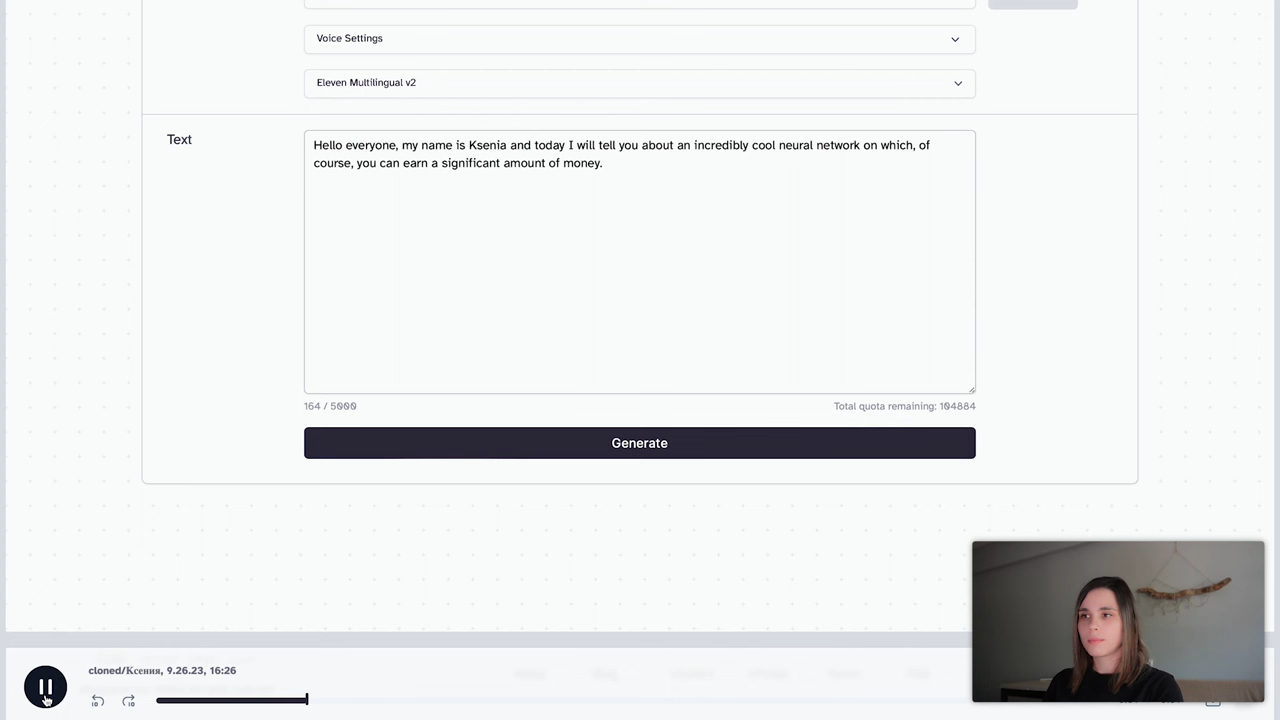 Voice Settings
Eleven Multilingual v2
Text
Hello everyone, my name is Ksenia and today I will tell you about an incredibly cool neural network on which, of
course, you can earn a significant amount of money.
164 / 5000
Total quota remaining: 104884
Generate
cloned/Ксения, 9.26.23, 16:26
10
10